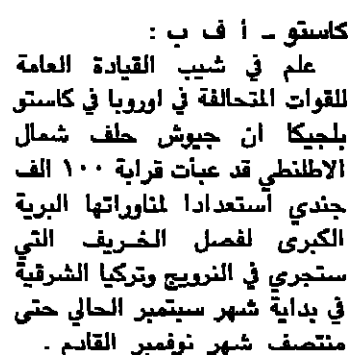 كاستو ـ أ ف ب :
علم في شيب القيادة العامة
للقوات المتحالفة في اوروبا في كاستو
بلجيكا ان جيوش حلف شمال
الاطلنطي قد عبأت قرابة ١٠٠ الف
جندي استعدادا لمناوراتها البرية
الكبرى لفصل الخريف التي
ستجري في النرويج وتركيا الشرقية
في بداية شهر سبتمبر الحالي حتى
منتصف شهر نوفمبر القادم .